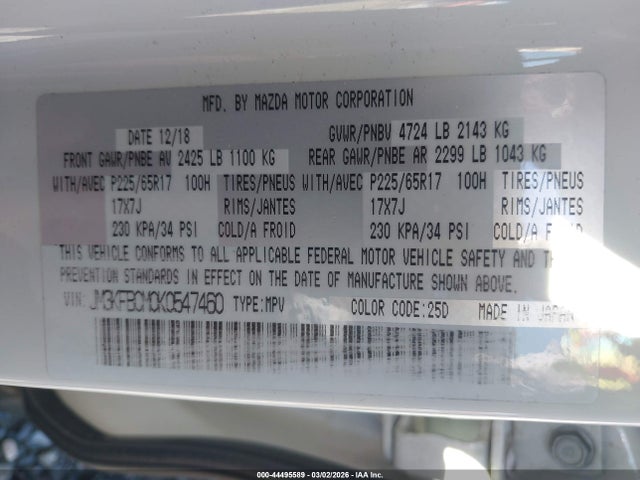 MFD. BY MAZDA MOTOR CORPORATION
DATE 12/18 GVWR/PNBV 4724 LB 2143 KG
FRONT GAWR/PNBE AV 2425 LB 1100 KG REAR GAWR/PNBE AR 2299 LB 1043 KG
WITH/AVEC P225/65R17 100H TIRES/PNEUS WITH/AVEC P225/65R17 100H TIRES/PNEUS
17X7J RIMS/JANTES 17X7J RIMS/JANTES
230 KPA/34 PSI COLD/A FROID 230 KPA/34 PSI COLD/A FROID
THIS VEHICLE CONFORMS TO ALL APPLICABLE FEDERAL MOTOR VEHICLE SAFETY AND
PREVENTION STANDARDS IN EFFECT ON THE DATE OF MANUFACTURE SHOWN ABOVE.
VIN: JM3KFBCM0K0547460 TYPE:MPV COLOR CODE:25D MADE IN JAPAN
00-44495589 - 03/02/2026 - IAA Inc.